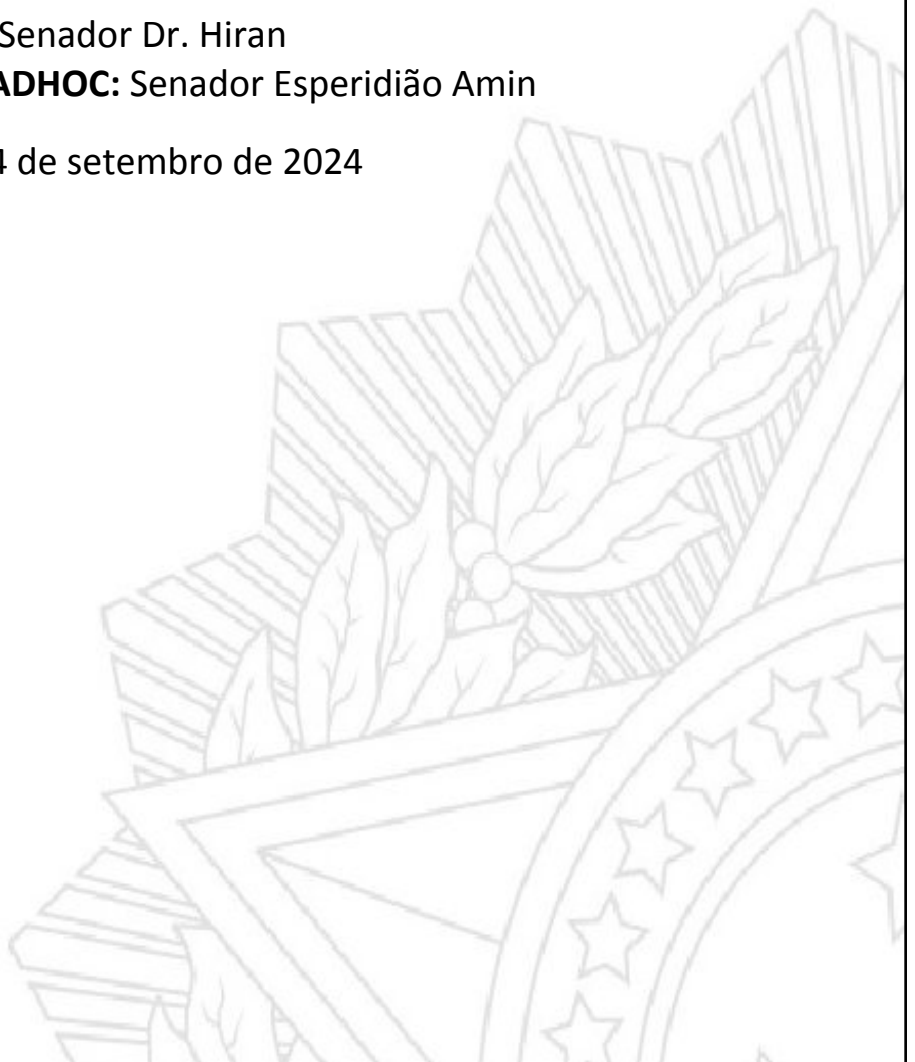 Senador Dr. Hiran
ADHOC: Senador Esperidião Amin
4 de setembro de 2024